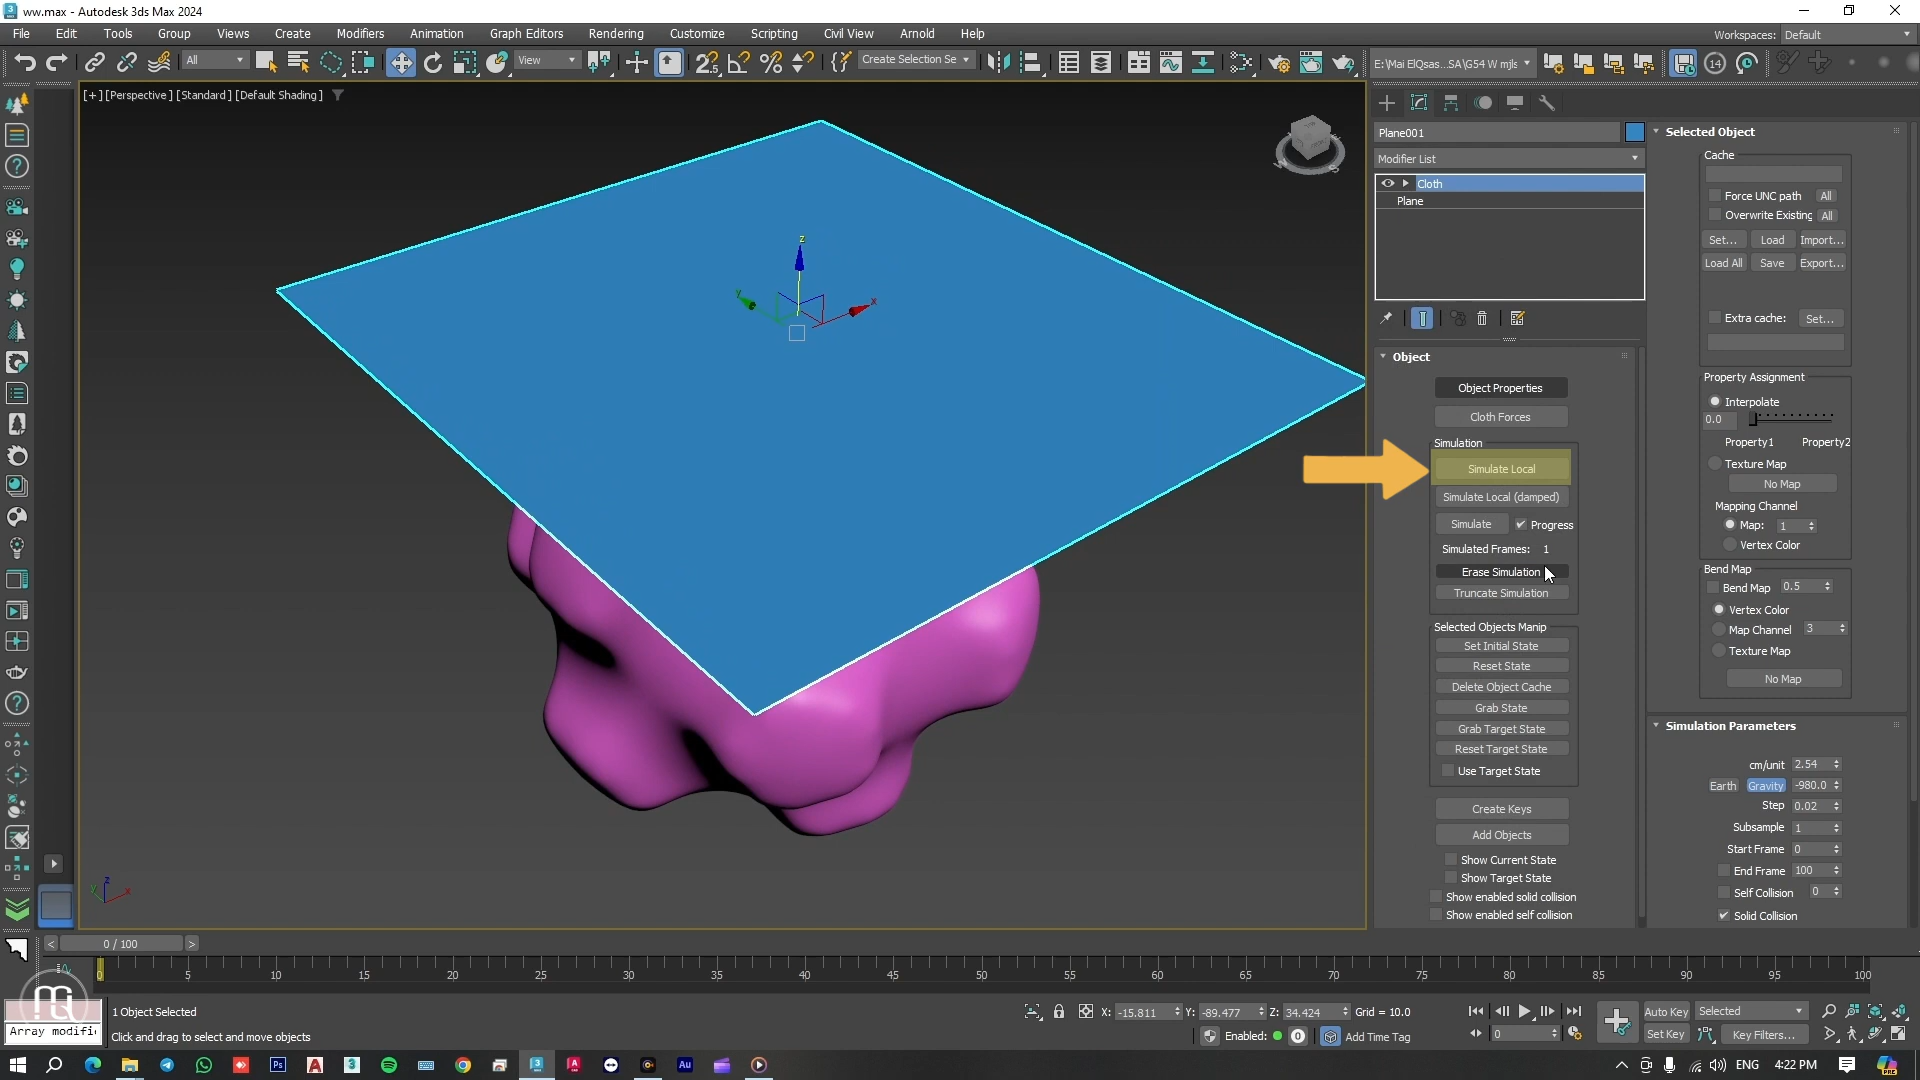 ww.max - Autodesk 3ds Max 2024
File Edit Tools Group Views Create Modifiers Animation Graph Editors Rendering Customize Scripting Civil View Arnold Help
Workspaces: Default
All
View
Create Selection Se
E:\Mai ElQsas...SA\G54 W mjls
14
[+] [Perspective] [Standard] [Default Shading]
Plane001
Modifier List
Cloth
Plane
Object
Object Properties
Cloth Forces
Simulation
Simulate Local
Simulate Local (damped)
Simulate Progress
Simulated Frames: 1
Erase Simulation
Truncate Simulation
Selected Objects Manip
Set Initial State
Reset State
Delete Object Cache
Grab State
Grab Target State
Reset Target State
Use Target State
Create Keys
Add Objects
Show Current State
Show Target State
Show enabled solid collision
Show enabled self collision
Selected Object
Cache
Force UNC path All
Overwrite Existing All
Set... Load Import...
Load All Save Export...
Extra cache: Set...
Property Assignment
Interpolate
0.0
Property1 Property2
Texture Map
No Map
Mapping Channel
Map: 1
Vertex Color
Bend Map
Bend Map 0.5
Vertex Color
Map Channel 3
Texture Map
No Map
Simulation Parameters
cm/unit 2.54
Earth Gravity -980.0
Step 0.02
Subsample 1
Start Frame 0
End Frame 100
Self Collision 0
Solid Collision
z
y
x
z
y
x
< 0 / 100 >
0 5 10 15 20 25 30 35 40 45 50 55 60 65 70 75 80 85 90 95 100
Array modifi
1 Object Selected
Click and drag to select and move objects
X: -15.811 Y: -89.477 Z: 34.424 Grid = 10.0
Enabled: 0 Add Time Tag
0
Auto Key Selected
Set Key Key Filters...
ENG 4:22 PM